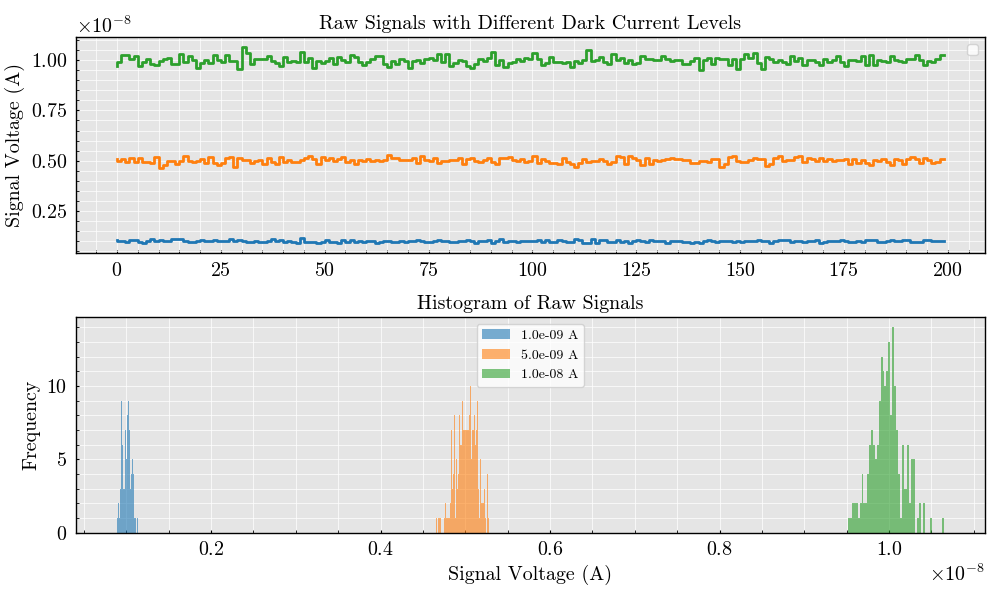 Raw Signals with Different Dark Current Levels
×10⁻⁸
1.00
0.75
0.50
0.25
Signal Voltage (A)
0 25 50 75 100 125 150 175 200
Histogram of Raw Signals
1.0e-09 A
5.0e-09 A
1.0e-08 A
10
5
0
Frequency
0.2 0.4 0.6 0.8 1.0
Signal Voltage (A)
×10⁻⁸